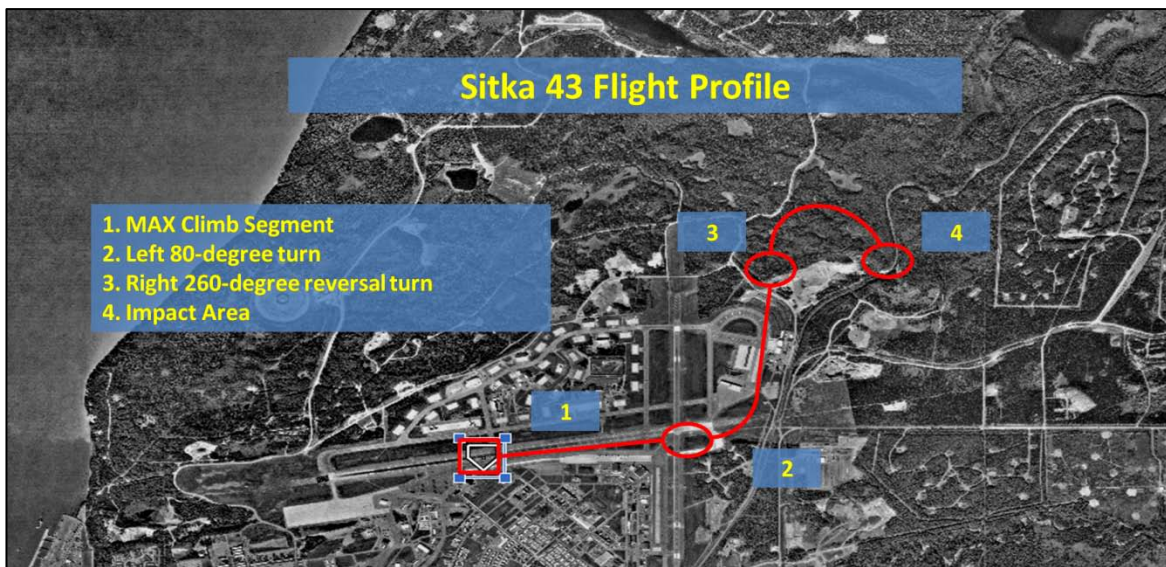 Sitka 43 Flight Profile
1. MAX Climb Segment
2. Left 80-degree turn
3. Right 260-degree reversal turn
4. Impact Area
3
4
1
2